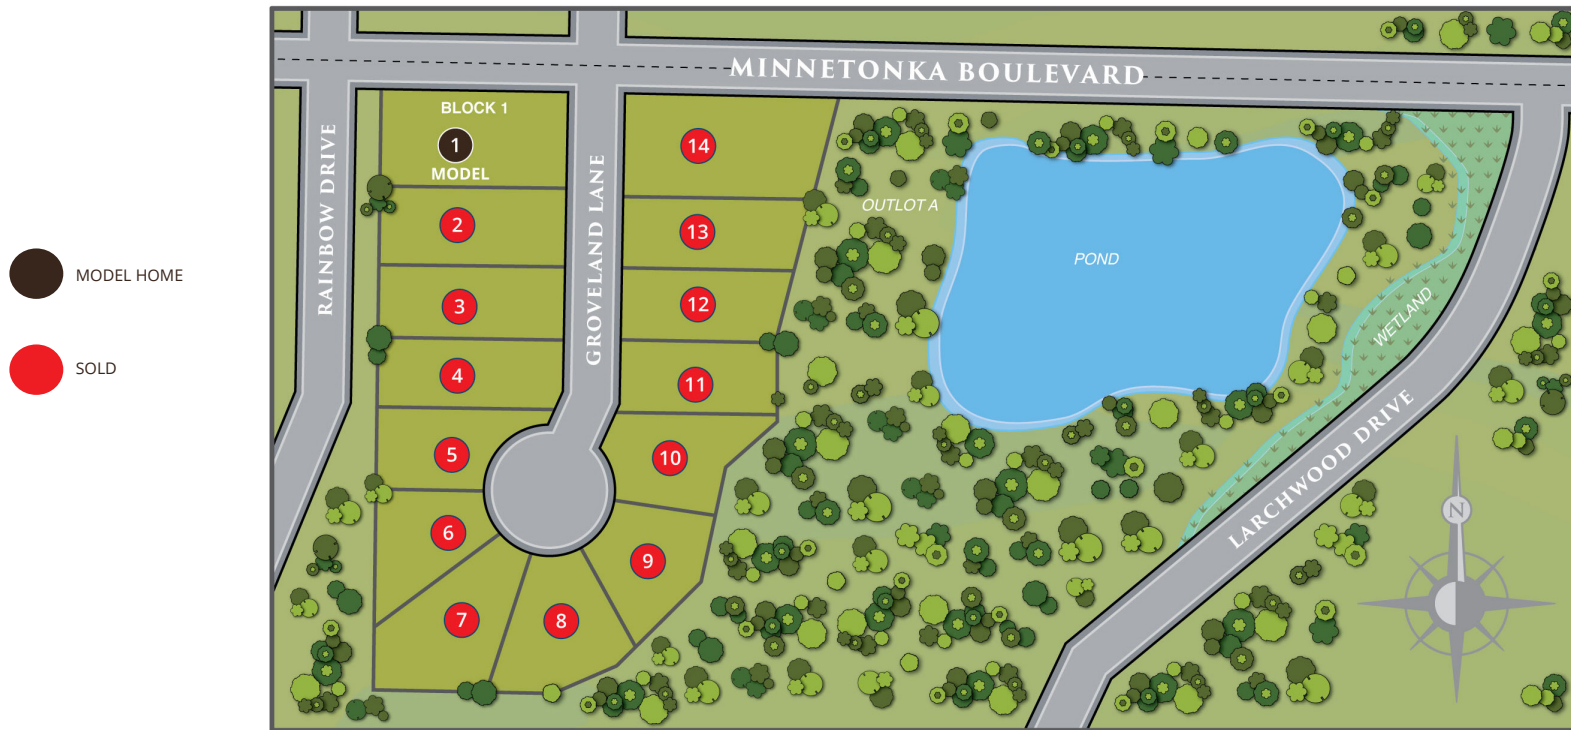 MINNETONKA BOULEVARD
BLOCK 1
1
MODEL
14
RAINBOW DRIVE
GROVELAND LANE
2
13
OUTLOT A
POND
MODEL HOME
3
12
WETLAND
SOLD
4
11
5
10
LARCHWOOD DRIVE
N
6
9
7
8